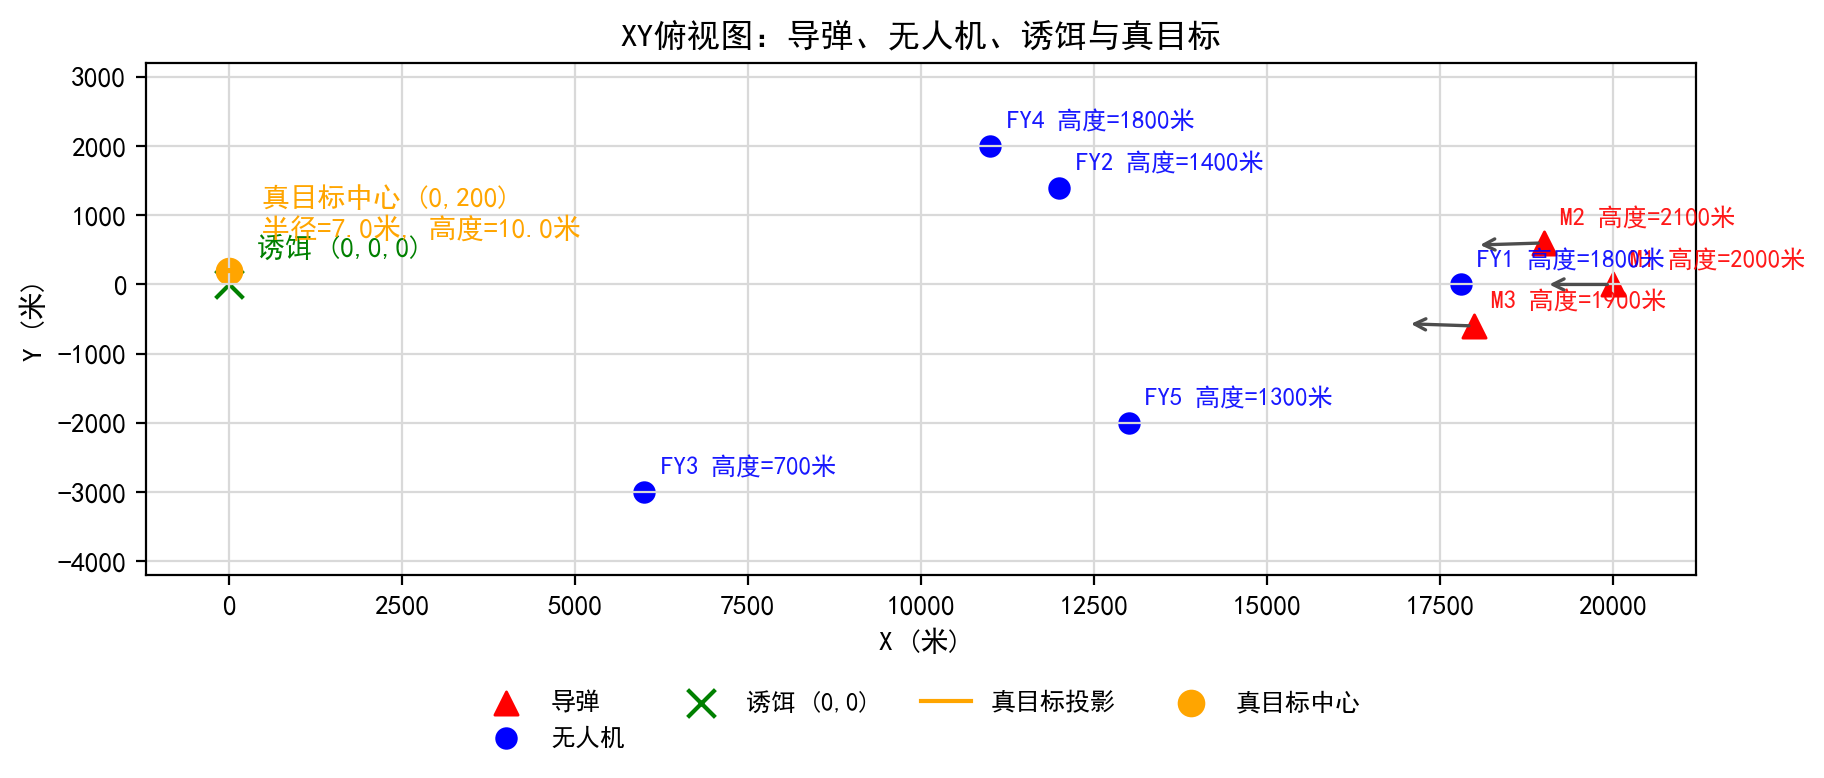 XY俯视图：导弹、无人机、诱饵与真目标
3000
2000
1000
0
-1000
-2000
-3000
-4000
Y (米)
FY4 高度=1800米
FY2 高度=1400米
真目标中心 (0,200)
半径=7.0米, 高度=10.0米
诱饵 (0,0,0)
M2 高度=2100米
FY1 高度=1800米
M1 高度=2000米
M3 高度=1900米
FY5 高度=1300米
FY3 高度=700米
0
2500
5000
7500
10000
12500
15000
17500
20000
X (米)
导弹
无人机
诱饵 (0,0)
真目标投影
真目标中心